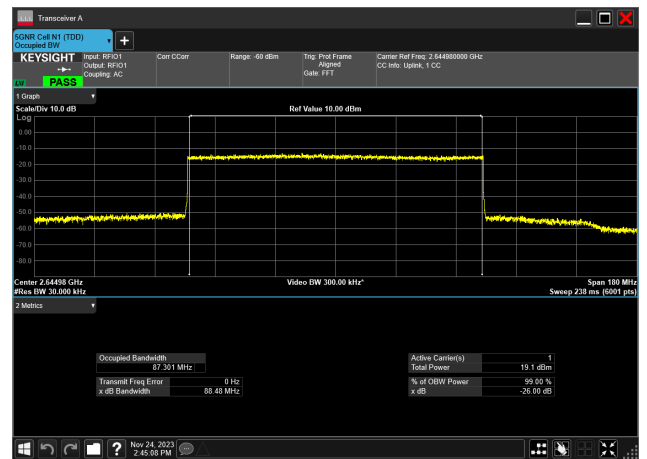 Transceiver A
5GNR Cell N1 (TDD)
Occupied BW
KEYSIGHT Input: RFIO1 Corr CCorr Range: -60 dBm Trig: Prot Frame Carrier Ref Freq: 2.644980000 GHz
Output: RFIO1 Aligned CC Info: Uplink, 1 CC
Coupling: AC Gate: FFT
PASS
1 Graph
Scale/Div 10.0 dB Ref Value 10.00 dBm
Log
0.00
-10.0
-20.0
-30.0
-40.0
-50.0
-60.0
-70.0
-80.0
Center 2.64498 GHz Video BW 300.00 kHz* Span 180 MHz
#Res BW 30.000 kHz Sweep 238 ms (6001 pts)
2 Metrics
Occupied Bandwidth Active Carrier(s) 1
87.301 MHz Total Power 19.1 dBm
Transmit Freq Error 0 Hz % of OBW Power 99.00 %
x dB Bandwidth 88.48 MHz x dB -26.00 dB
Nov 24, 2023
2:45:08 PM